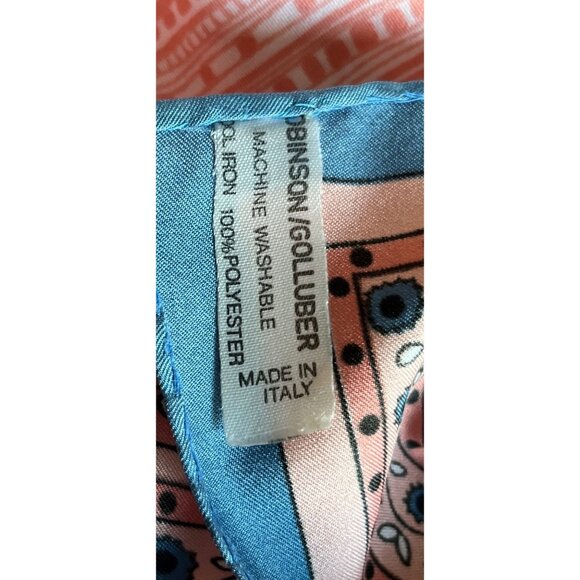 OBINSON/GOLLUBER
MACHINE WASHABLE
OOL IRON 100% POLYESTER
MADE IN
ITALY